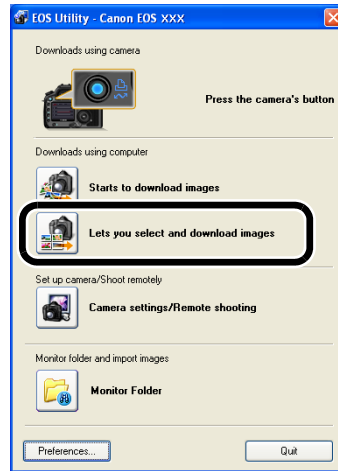 EOS Utility - Canon EOS XXX
Downloads using camera
Press the camera's button
Downloads using computer
Starts to download images
Lets you select and download images
Set up camera/Shoot remotely
Camera settings/Remote shooting
Monitor folder and import images
Monitor Folder
Preferences...
Quit